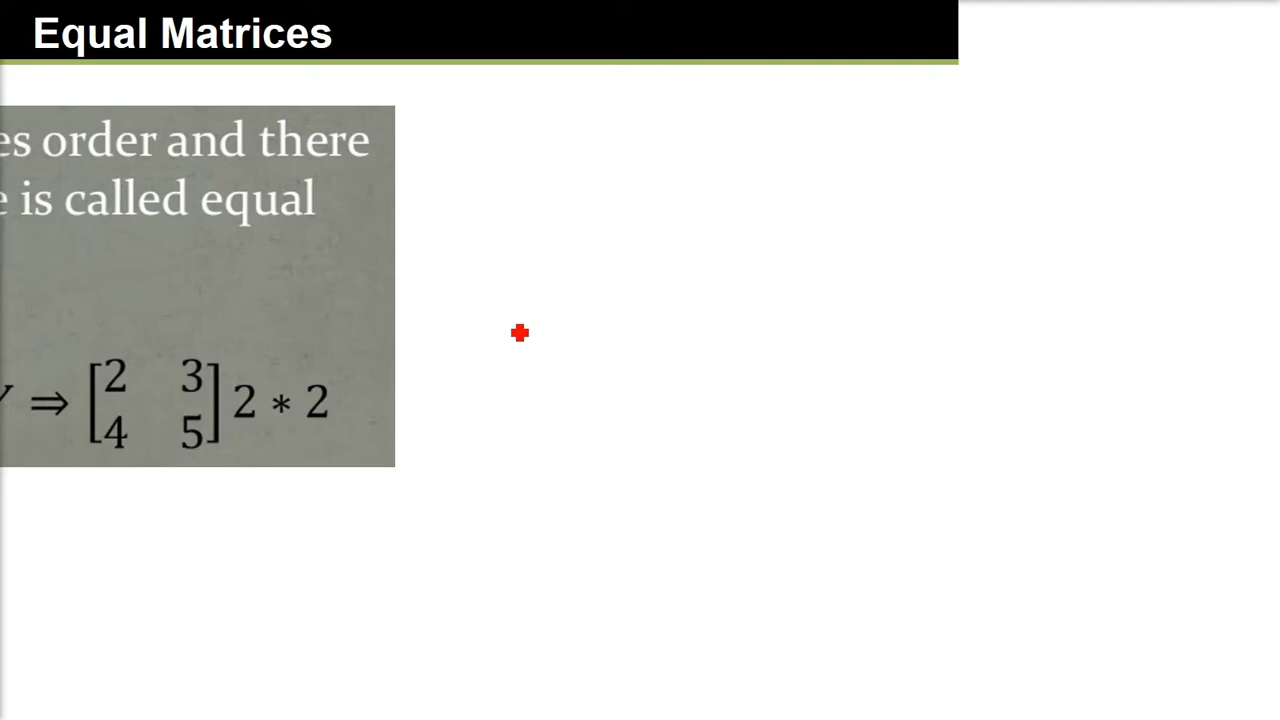 Equal Matrices
es order and there
e is called equal
⇒ [2 3
4 5] 2 * 2